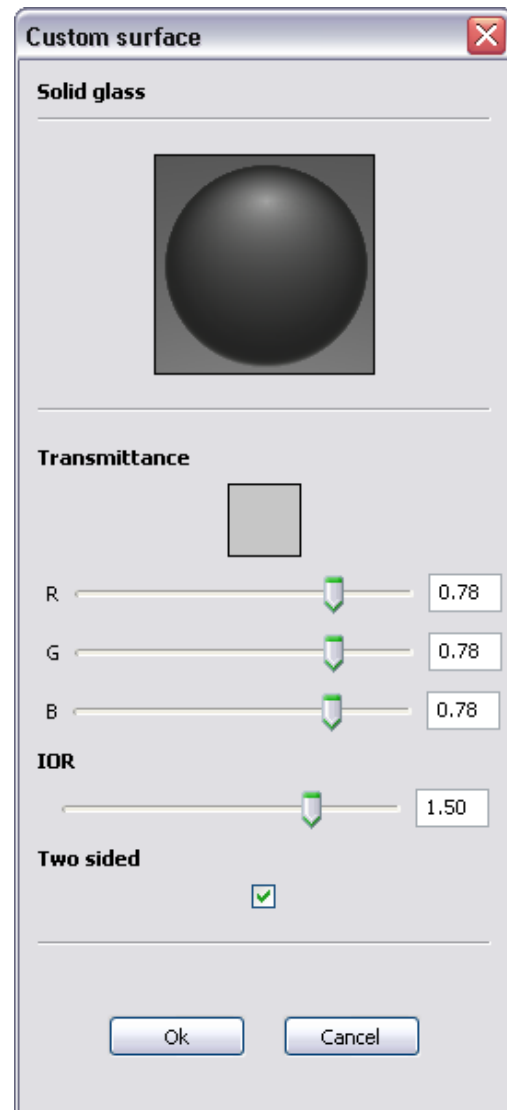 Custom surface
Solid glass
Transmittance
R 0.78
G 0.78
B 0.78
IOR
1.50
Two sided
Ok Cancel